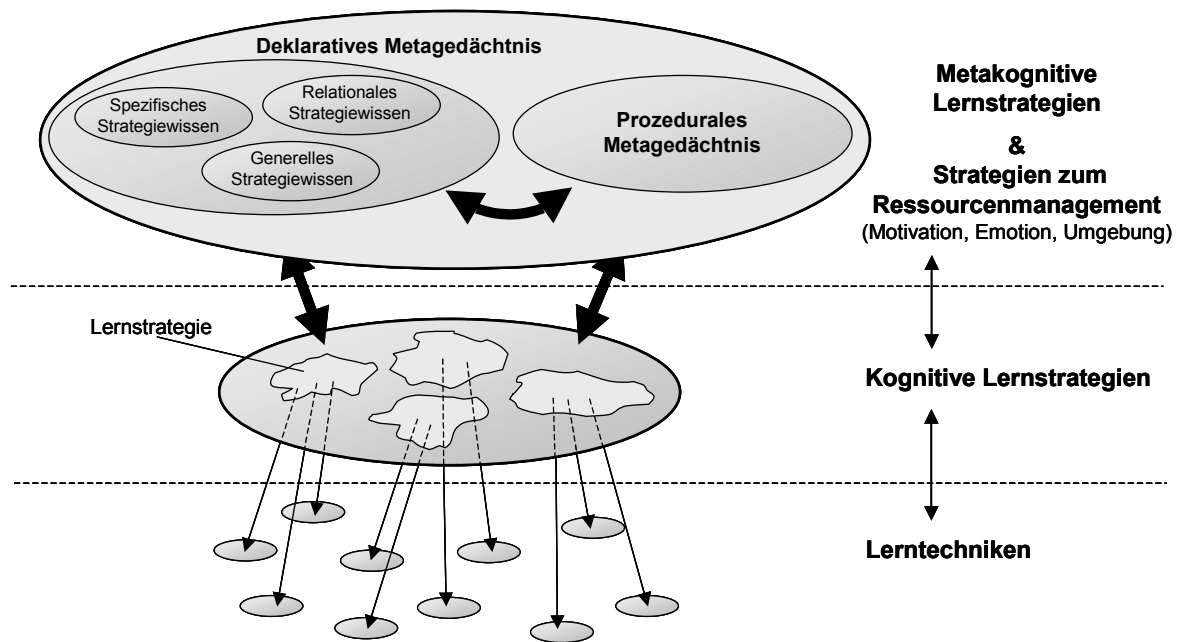 Deklaratives Metagedächtnis
Spezifisches
Strategiewissen
Relationales
Strategiewissen
Generelles
Strategiewissen
Prozedurales
Metagedächtnis
Metakognitive
Lernstrategien
&
Strategien zum
Ressourcenmanagement
(Motivation, Emotion, Umgebung)
Lernstrategie
Kognitive Lernstrategien
Lerntechniken